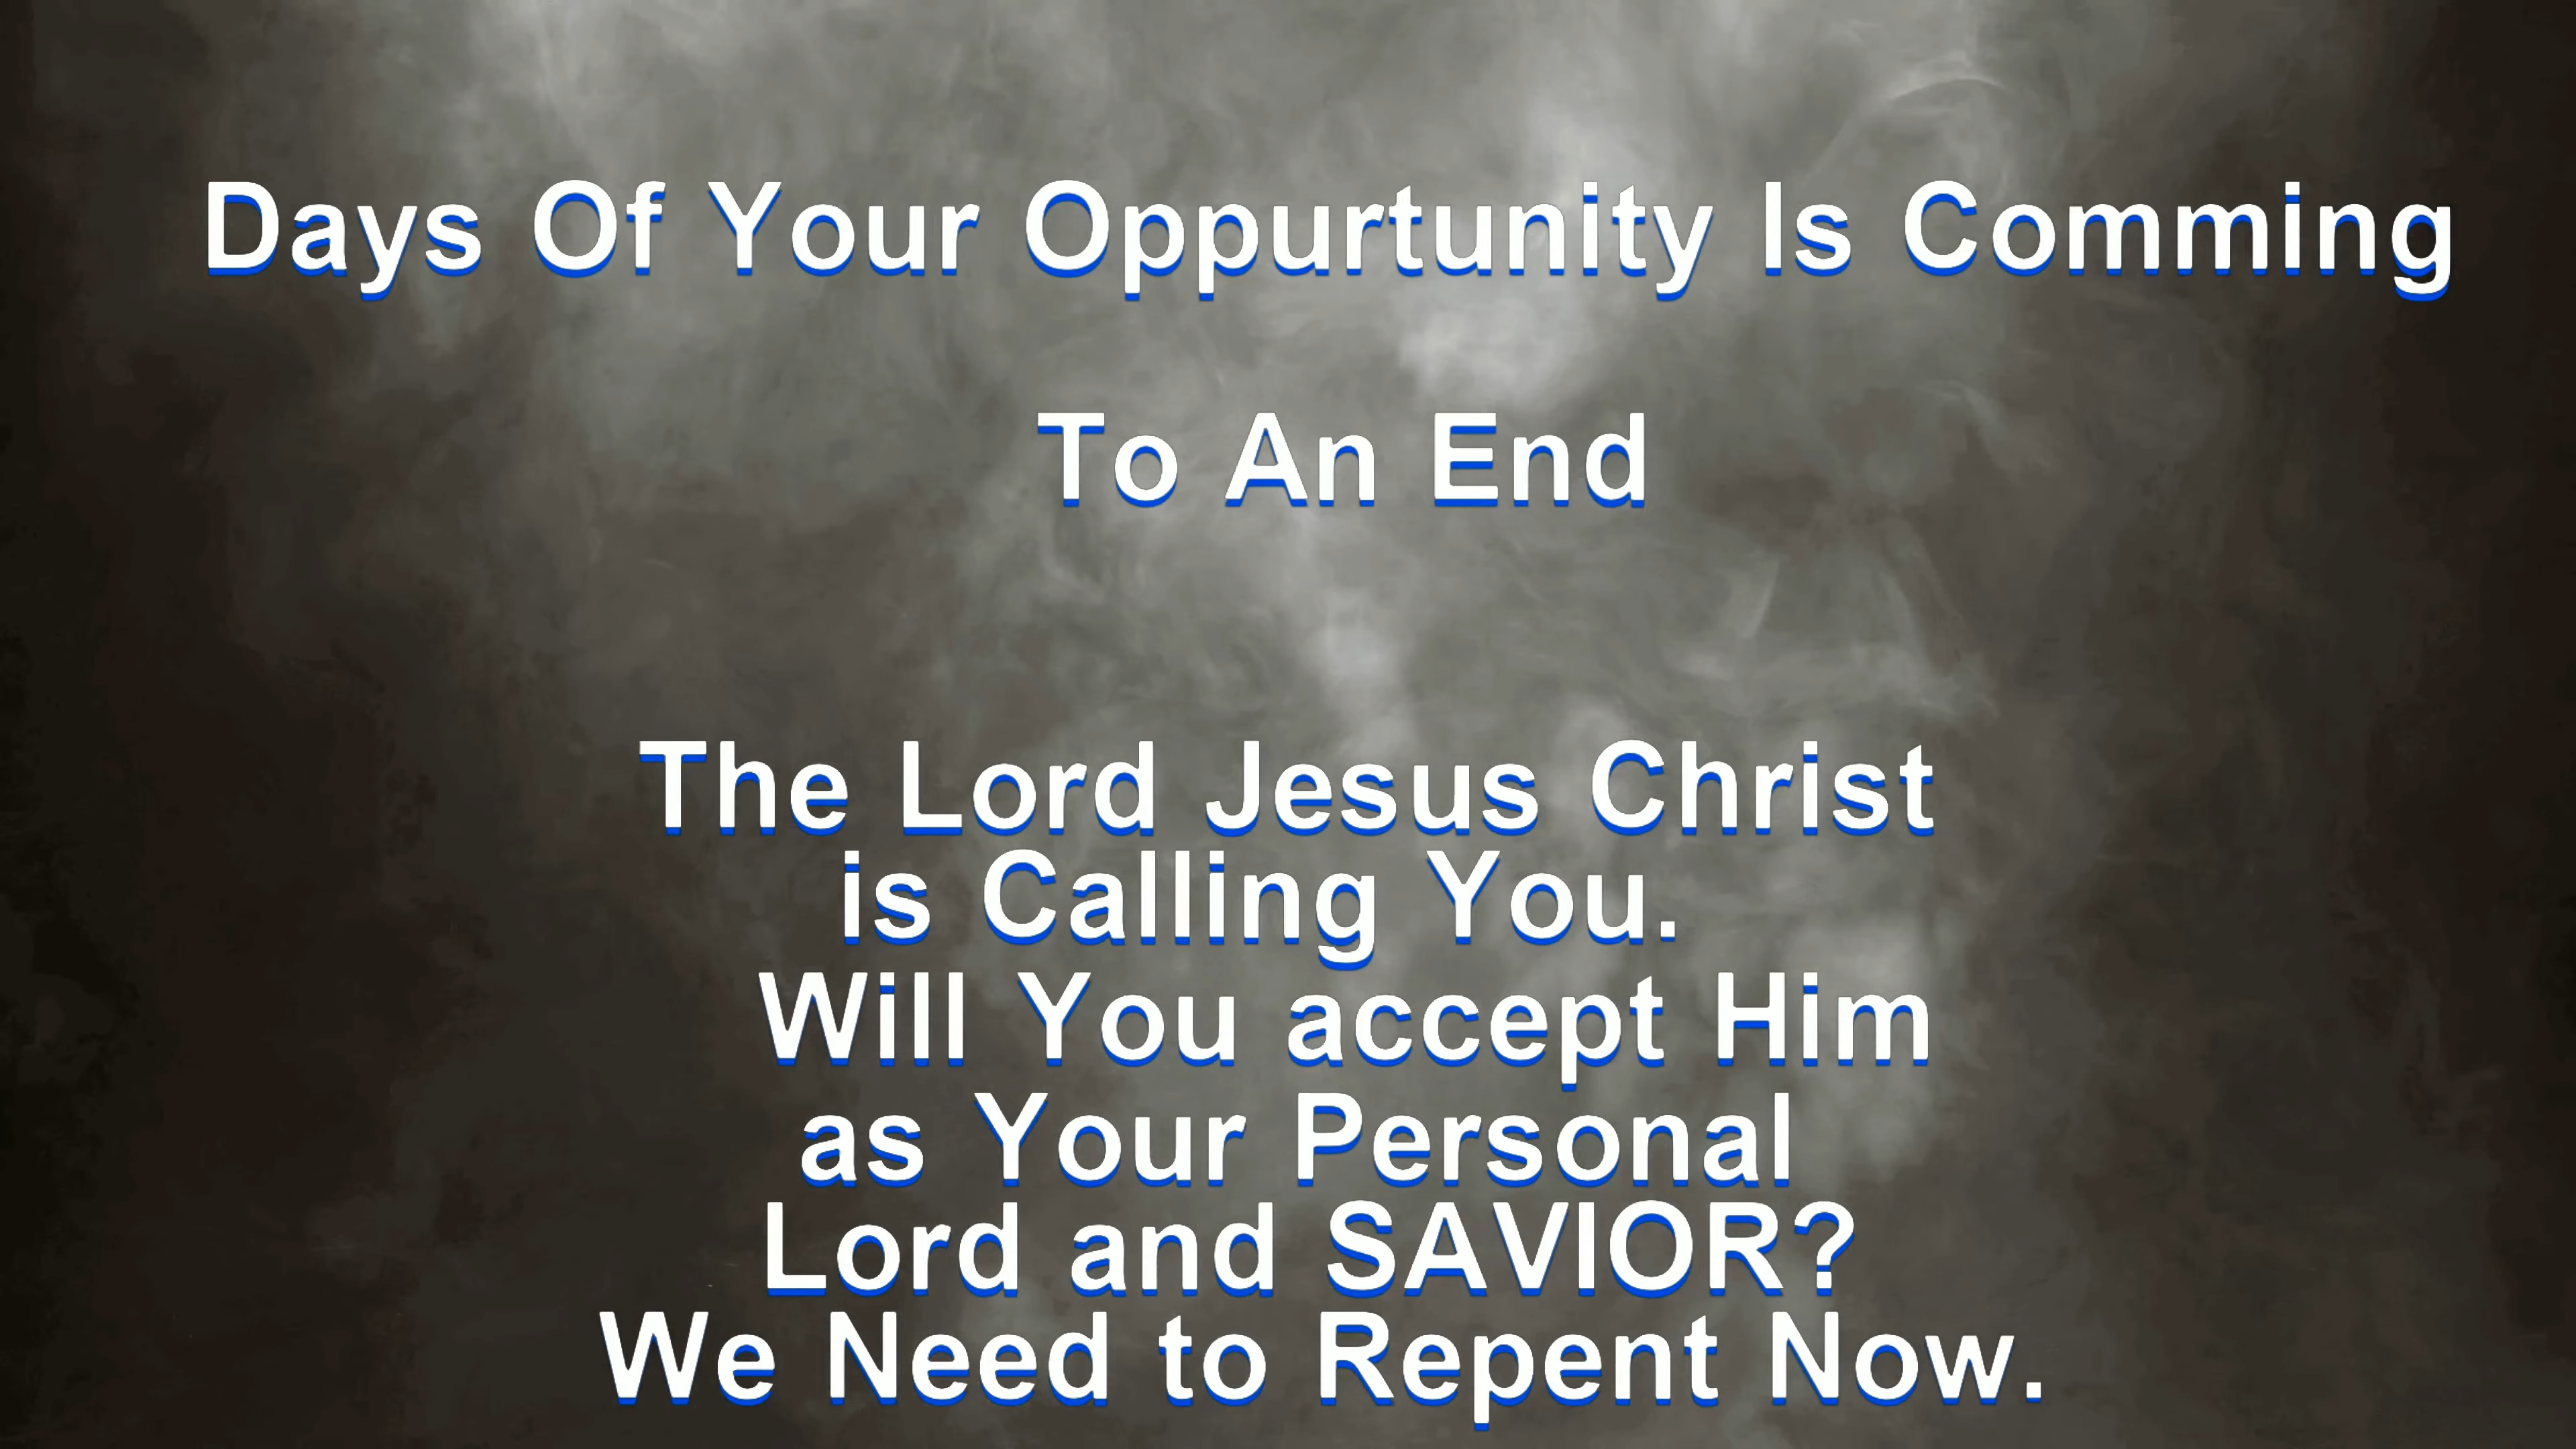 Days Of Your Oppurtunity Is Comming
To An End
The Lord Jesus Christ
is Calling You.
Will You accept Him
as Your Personal
Lord and SAVIOR?
We Need to Repent Now.